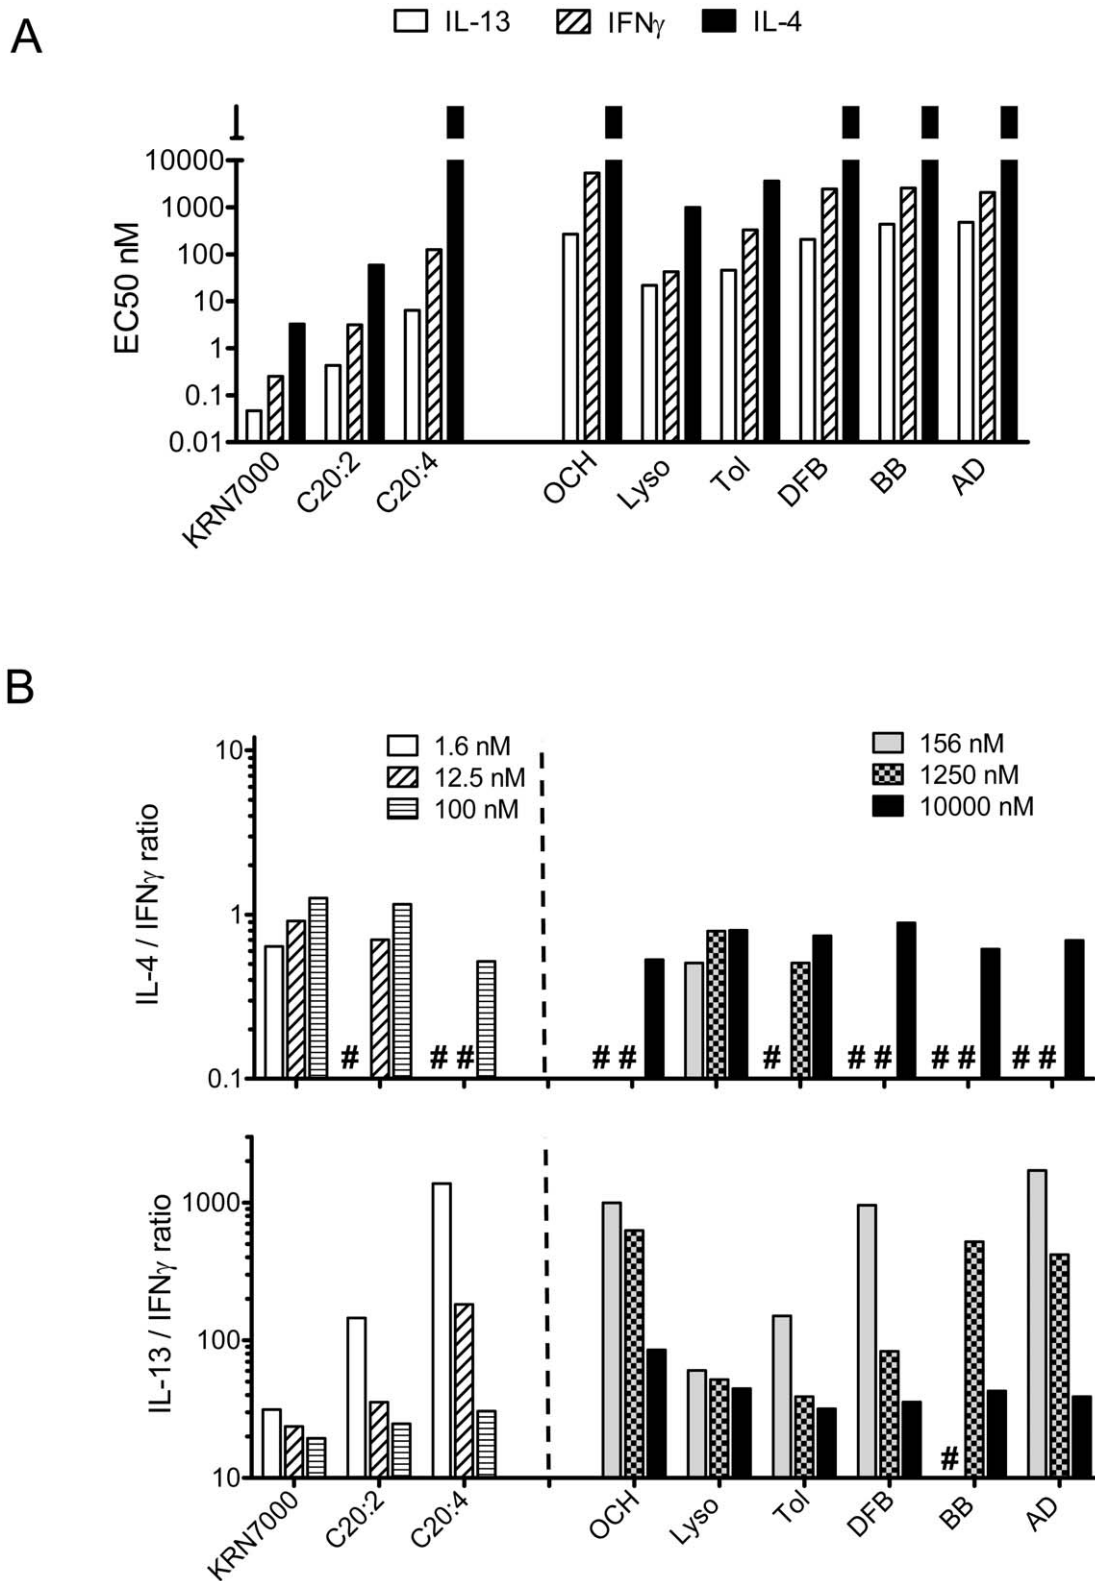 A
IL-13 IFNγ IL-4
EC50 nM
10000
1000
100
10
1
0.1
0.01
KRN7000 C20:2 C20:4 OCH Lyso Tol DFB BB AD
B
IL-4 / IFNγ ratio
10
1
0.1
1.6 nM
12.5 nM
100 nM
156 nM
1250 nM
10000 nM
# # # # # # # # # # # #
IL-13 / IFNγ ratio
1000
100
10
#
KRN7000 C20:2 C20:4 OCH Lyso Tol DFB BB AD